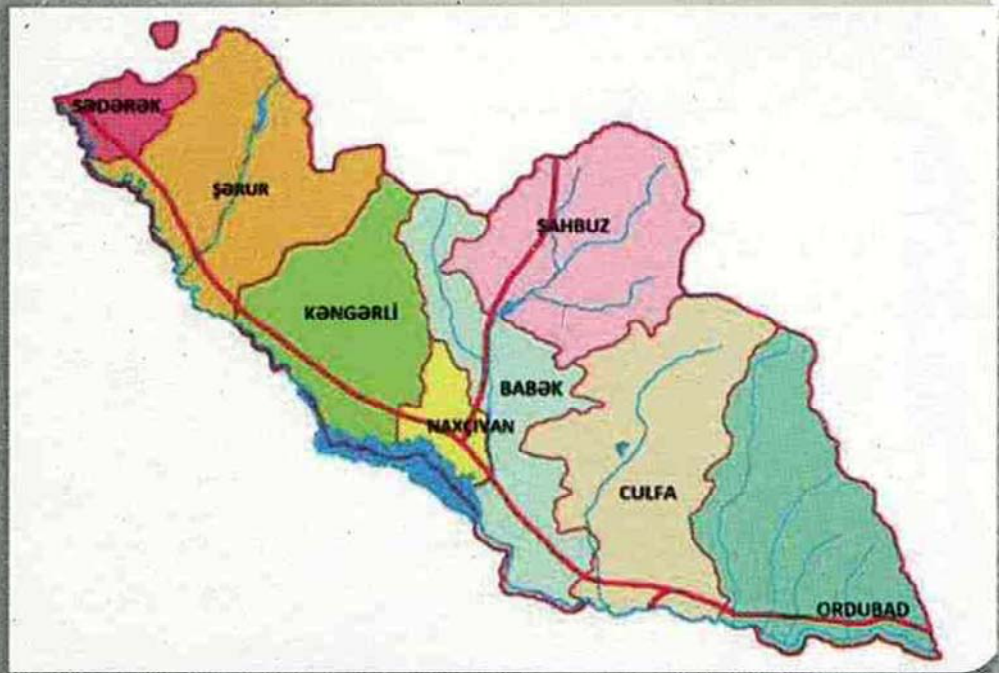 SƏDƏRƏK
ŞƏRUR
ŞAHBUZ
KƏNGƏRLİ
BABƏK
NAXÇIVAN
CULFA
ORDUBAD